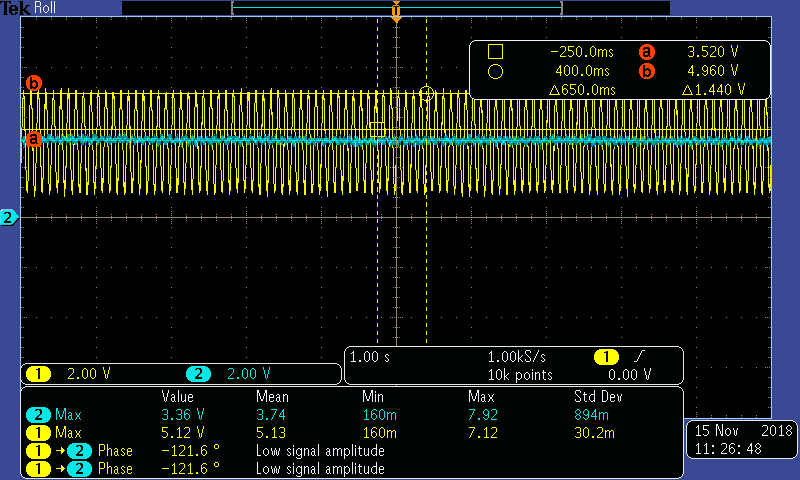 Tek Roll
T
−250.0ms a 3.520 V
400.0ms b 4.960 V
△650.0ms △1.440 V
b
a
2
1 2.00 V 2 2.00 V
1.00 s 1.00kS/s 1
10k points 0.00 V
Value Mean Min Max Std Dev
2 Max 3.36 V 3.74 160m 7.92 894m
1 Max 5.12 V 5.13 160m 7.12 30.2m
1 → 2 Phase −121.6 ° Low signal amplitude
1 → 2 Phase −121.6 ° Low signal amplitude
15 Nov 2018
11:26:48